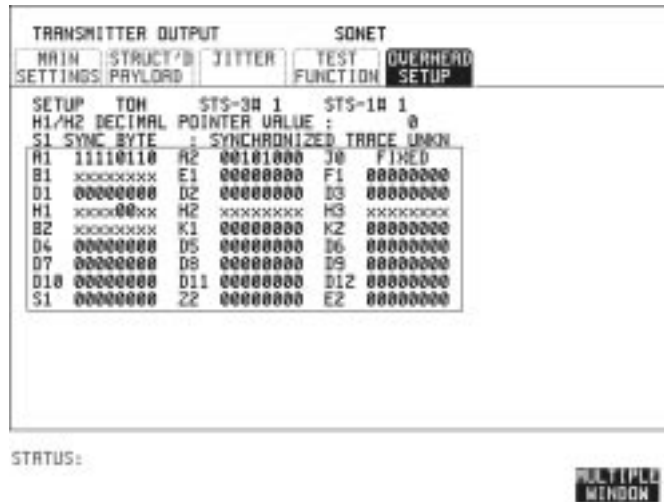 TRANSMITTER OUTPUT SONET
MAIN SETTINGS STRUCT'D PAYLOAD JITTER TEST FUNCTION OVERHEAD SETUP
SETUP TOH STS-3# 1 STS-1# 1
H1/H2 DECIMAL POINTER VALUE : 0
S1 SYNC BYTE : SYNCHRONIZED TRACE UNKN
A1 11110110 A2 00101000 J0 FIXED
B1 xxxxxxxx E1 00000000 F1 00000000
D1 00000000 D2 00000000 D3 00000000
H1 xxxx00xx H2 xxxxxxxx H3 xxxxxxxx
B2 xxxxxxxx K1 00000000 K2 00000000
D4 00000000 D5 00000000 D6 00000000
D7 00000000 D8 00000000 D9 00000000
D10 00000000 D11 00000000 D12 00000000
S1 00000000 Z2 00000000 E2 00000000
STATUS:
MULTIPLE
WINDOW